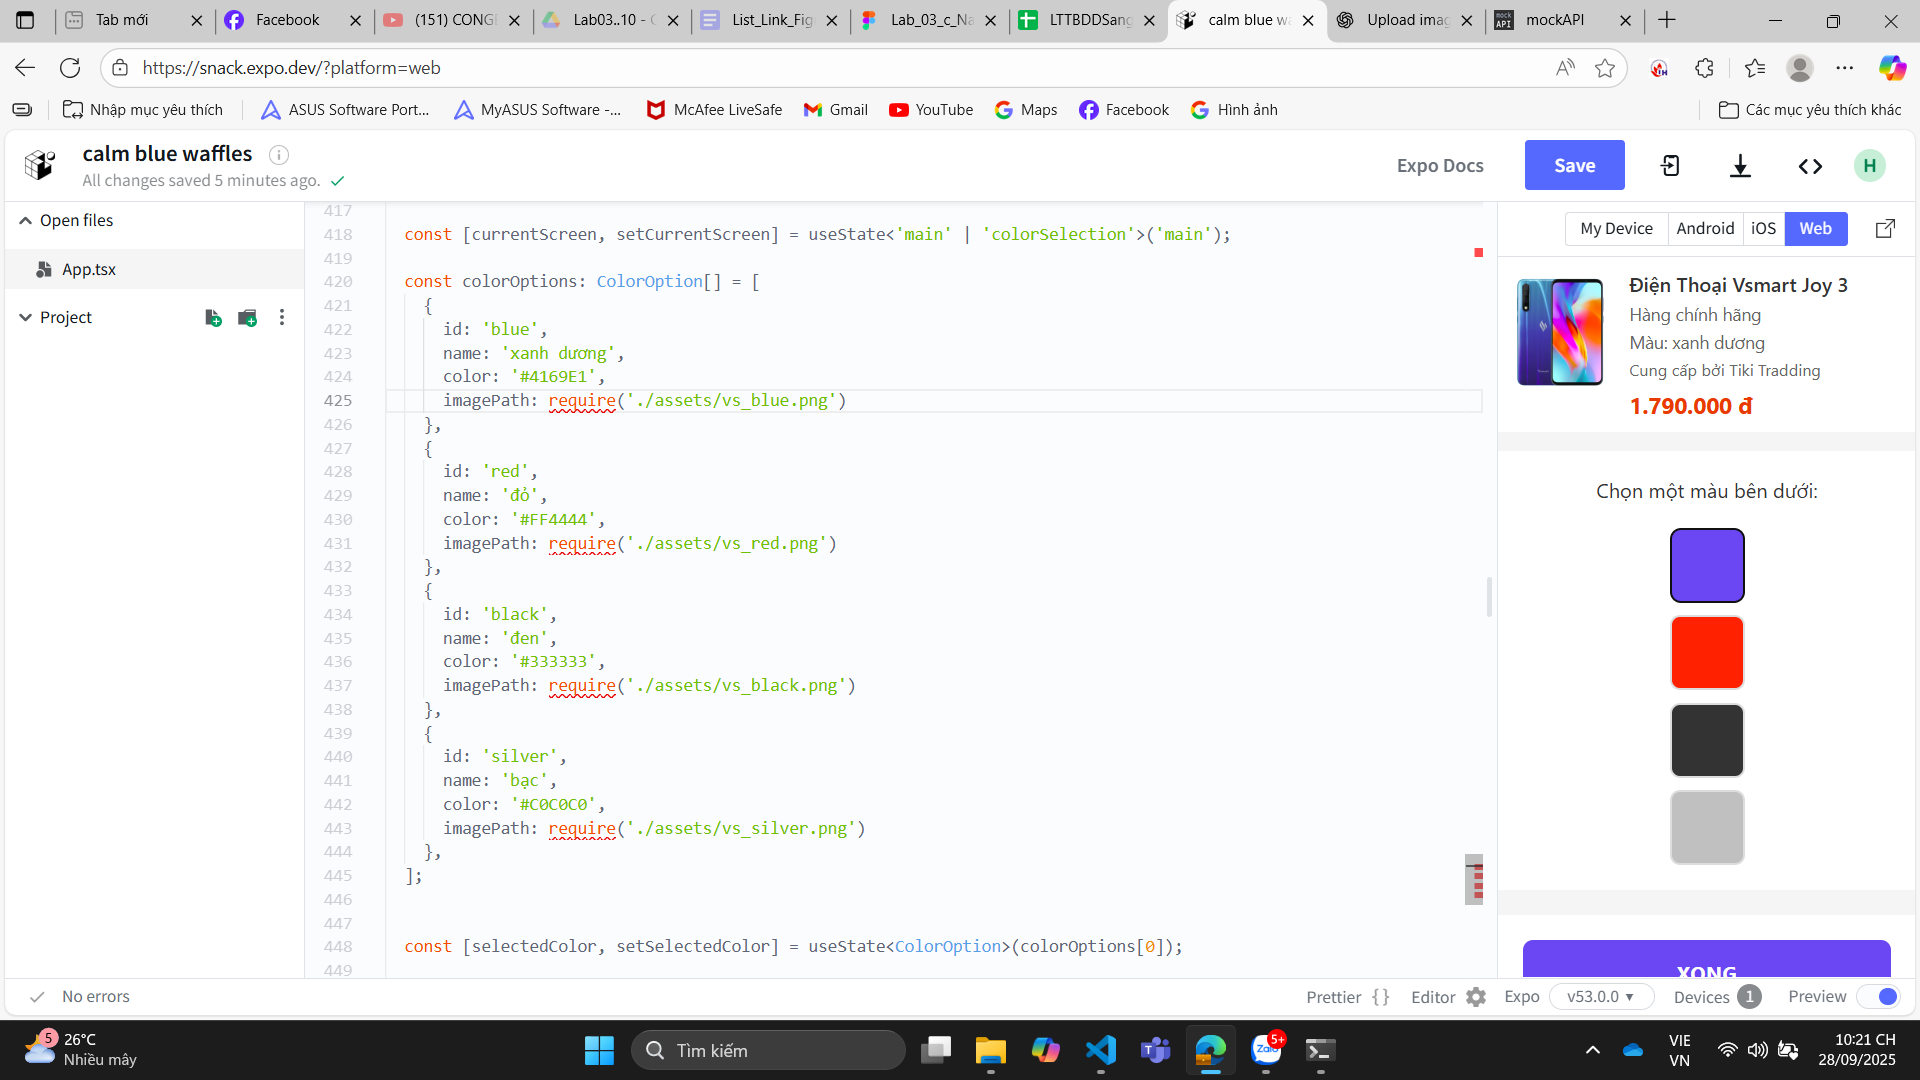 Tab mới
Facebook
(151) CONGI
Lab03..10 - G
List_Link_Fig
Lab_03_c_Na
LTTBDDSang
calm blue wa
Upload imag
mockAPI
https://snack.expo.dev/?platform=web
Nhập mục yêu thích
ASUS Software Port...
MyASUS Software -...
McAfee LiveSafe
Gmail
YouTube
Maps
Facebook
Hình ảnh
Các mục yêu thích khác
calm blue waffles
All changes saved 5 minutes ago.
Expo Docs
Save
H
Open files
App.tsx
Project
417
418 const [currentScreen, setCurrentScreen] = useState<'main' | 'colorSelection'>('main');
419
420 const colorOptions: ColorOption[] = [
421 {
422 id: 'blue',
423 name: 'xanh dương',
424 color: '#4169E1',
425 imagePath: require('./assets/vs_blue.png')
426 },
427 {
428 id: 'red',
429 name: 'đỏ',
430 color: '#FF4444',
431 imagePath: require('./assets/vs_red.png')
432 },
433 {
434 id: 'black',
435 name: 'đen',
436 color: '#333333',
437 imagePath: require('./assets/vs_black.png')
438 },
439 {
440 id: 'silver',
441 name: 'bạc',
442 color: '#C0C0C0',
443 imagePath: require('./assets/vs_silver.png')
444 },
445 ];
446
447
448 const [selectedColor, setSelectedColor] = useState<ColorOption>(colorOptions[0]);
449
My Device
Android
iOS
Web
Điện Thoại Vsmart Joy 3
Hàng chính hãng
Màu: xanh dương
Cung cấp bởi Tiki Tradding
1.790.000 đ
Chọn một màu bên dưới:
XONG
No errors
Prettier { }
Editor
Expo
v53.0.0
Devices 1
Preview
5
26°C
Nhiều mây
Tìm kiếm
Zalo
5+
VIE
VN
10:21 CH
28/09/2025